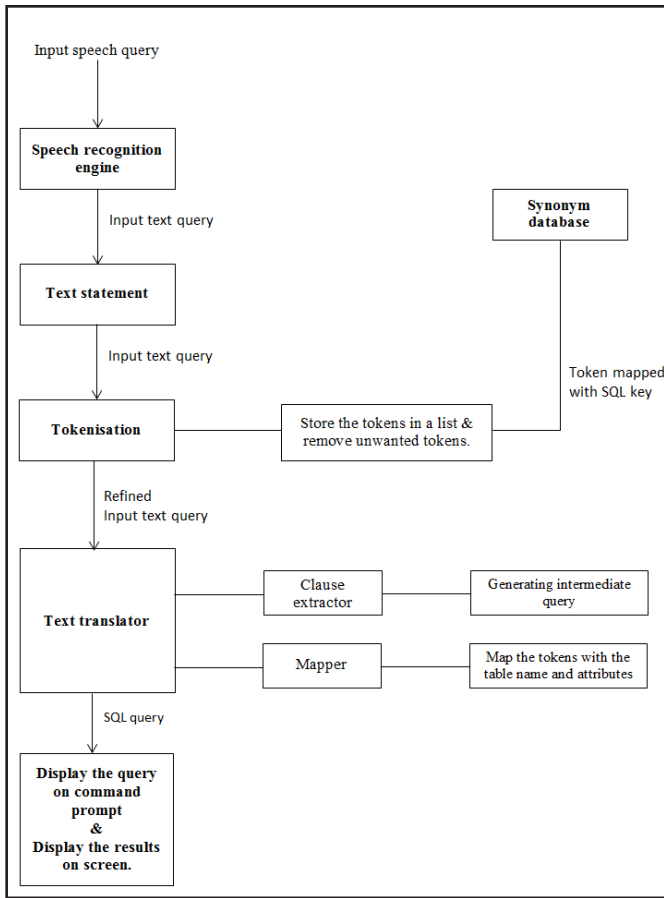 Input speech query
Speech recognition
engine
Input text query
Synonym
database
Text statement
Input text query
Token mapped
with SQL key
Tokenisation
Store the tokens in a list &
remove unwanted tokens.
Refined
Input text query
Text translator
Clause
extractor
Generating intermediate
query
Mapper
Map the tokens with the
table name and attributes
SQL query
Display the query
on command
prompt
&
Display the results
on screen.